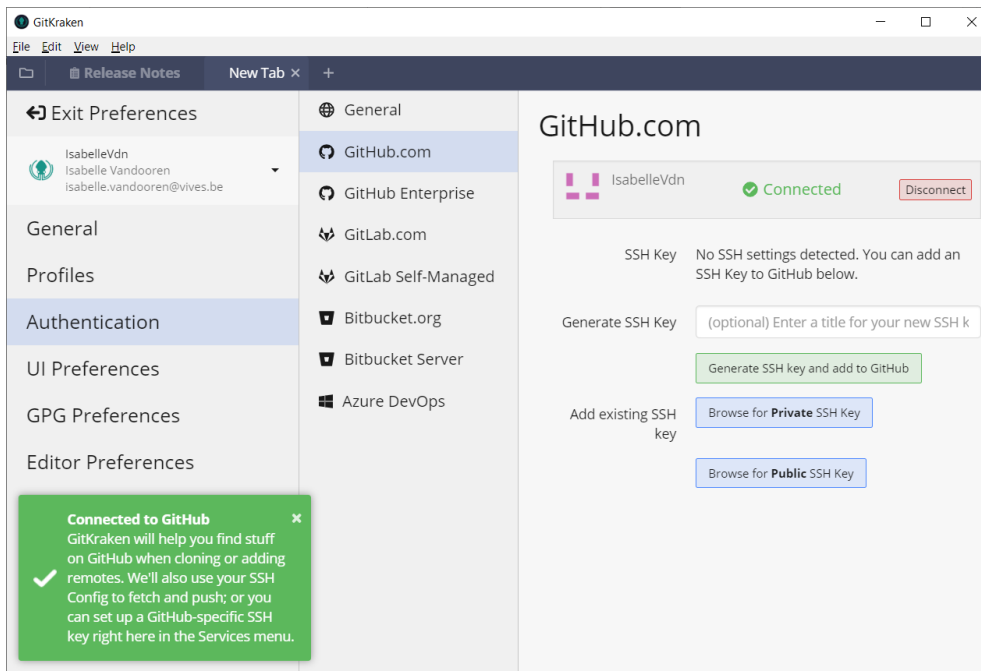 GitKraken
File Edit View Help
Release Notes
New Tab
Exit Preferences
IsabelleVdn
Isabelle Vandooren
isabelle.vandooren@vives.be
General
Profiles
Authentication
UI Preferences
GPG Preferences
Editor Preferences
Connected to GitHub
GitKraken will help you find stuff
on GitHub when cloning or adding
remotes. We'll also use your SSH
Config to fetch and push; or you
can set up a GitHub-specific SSH
key right here in the Services menu.
General
GitHub.com
GitHub Enterprise
GitLab.com
GitLab Self-Managed
Bitbucket.org
Bitbucket Server
Azure DevOps
GitHub.com
IsabelleVdn
Connected
Disconnect
SSH Key
No SSH settings detected. You can add an
SSH Key to GitHub below.
Generate SSH Key
(optional) Enter a title for your new SSH k
Generate SSH key and add to GitHub
Add existing SSH
key
Browse for Private SSH Key
Browse for Public SSH Key